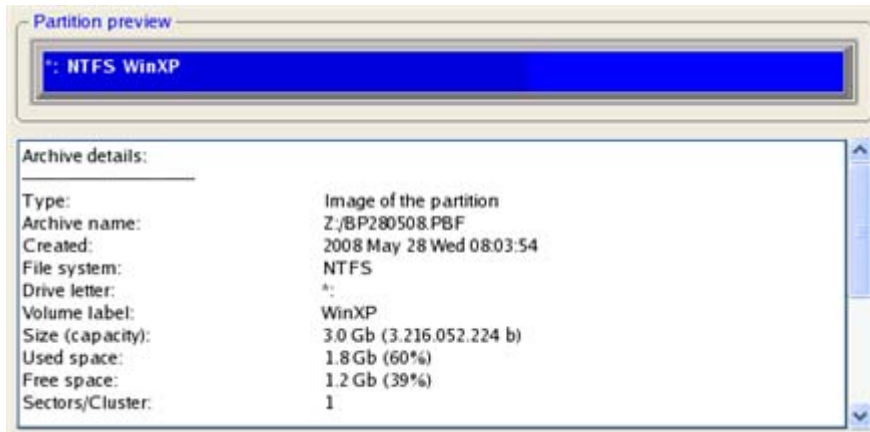 Partition preview
*: NTFS WinXP
Archive details:
Type: Image of the partition
Archive name: Z:/BP280508.PBF
Created: 2008 May 28 Wed 08:03:54
File system: NTFS
Drive letter: *:
Volume label: WinXP
Size (capacity): 3.0 Gb (3.216.052.224 b)
Used space: 1.8 Gb (60%)
Free space: 1.2 Gb (39%)
Sectors/Cluster: 1